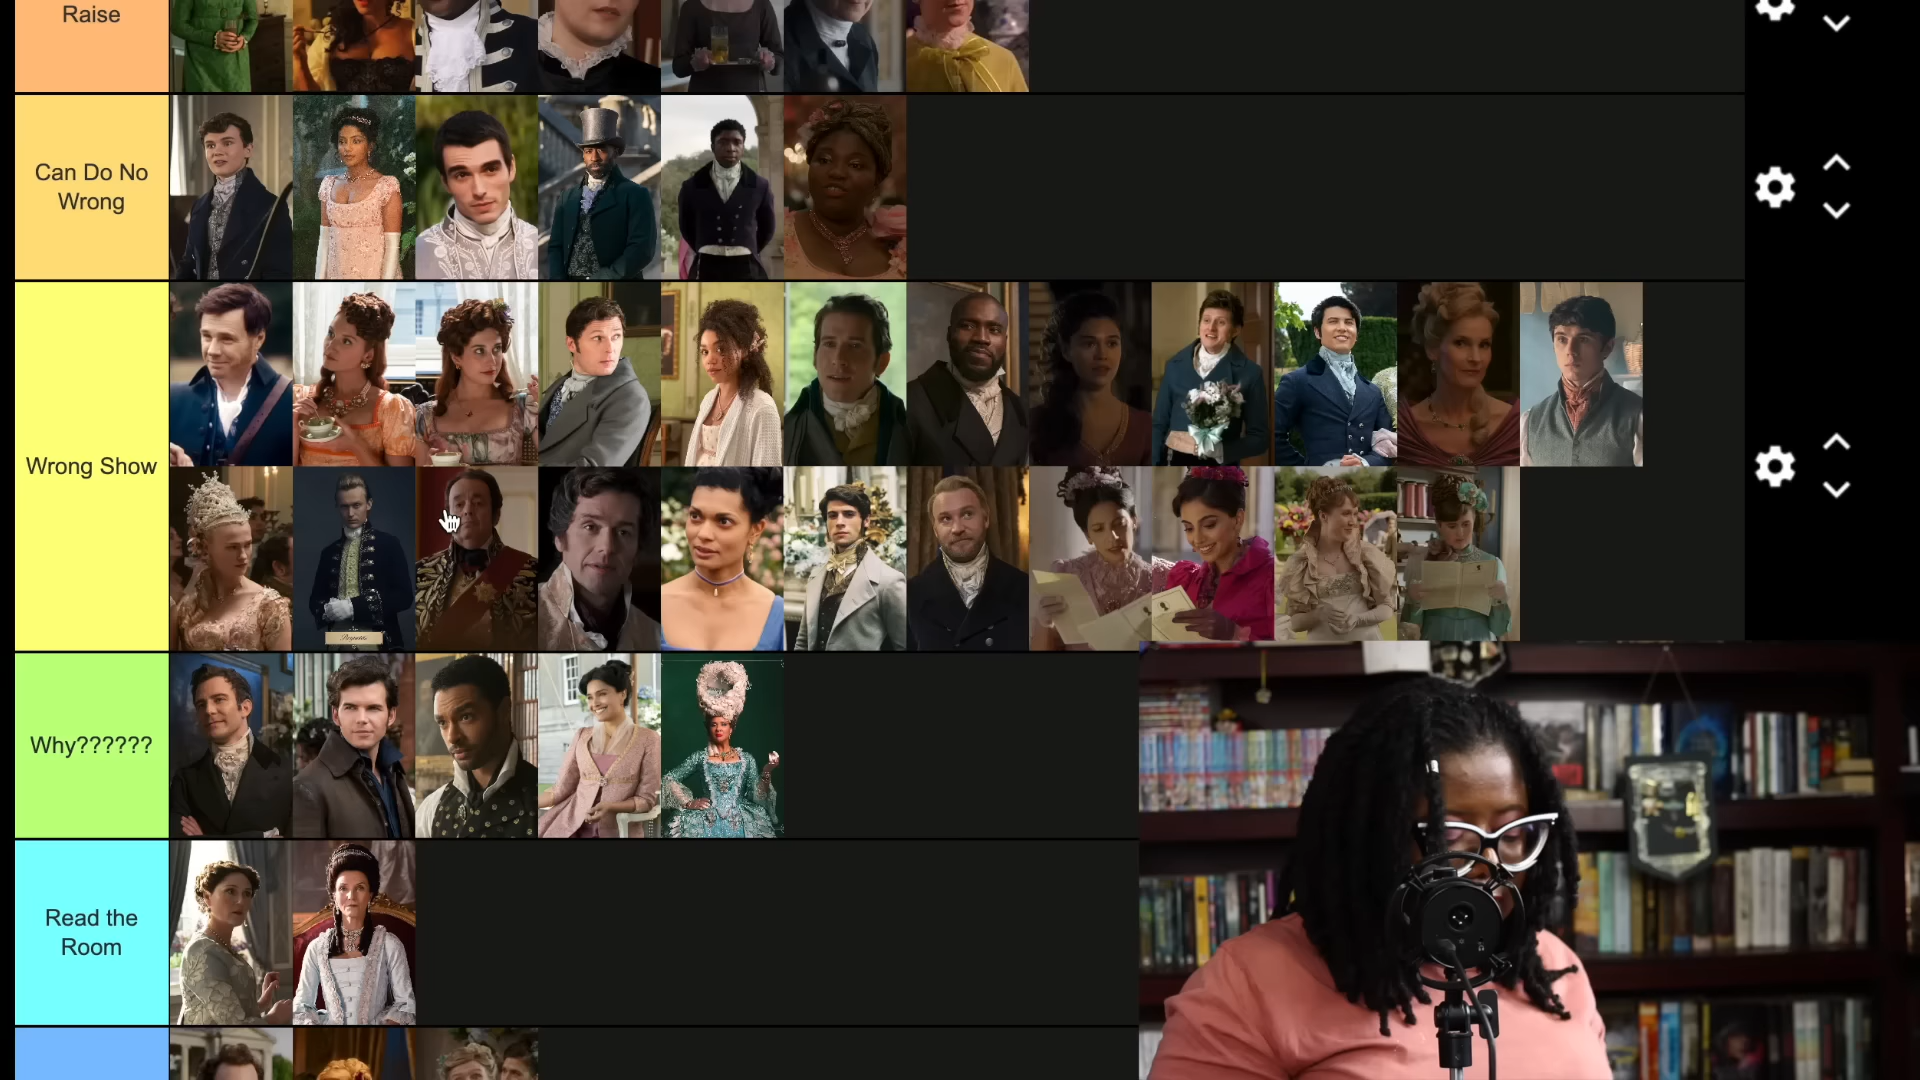 Raise
Can Do No
Wrong
Wrong Show
Why??????
Read the
Room